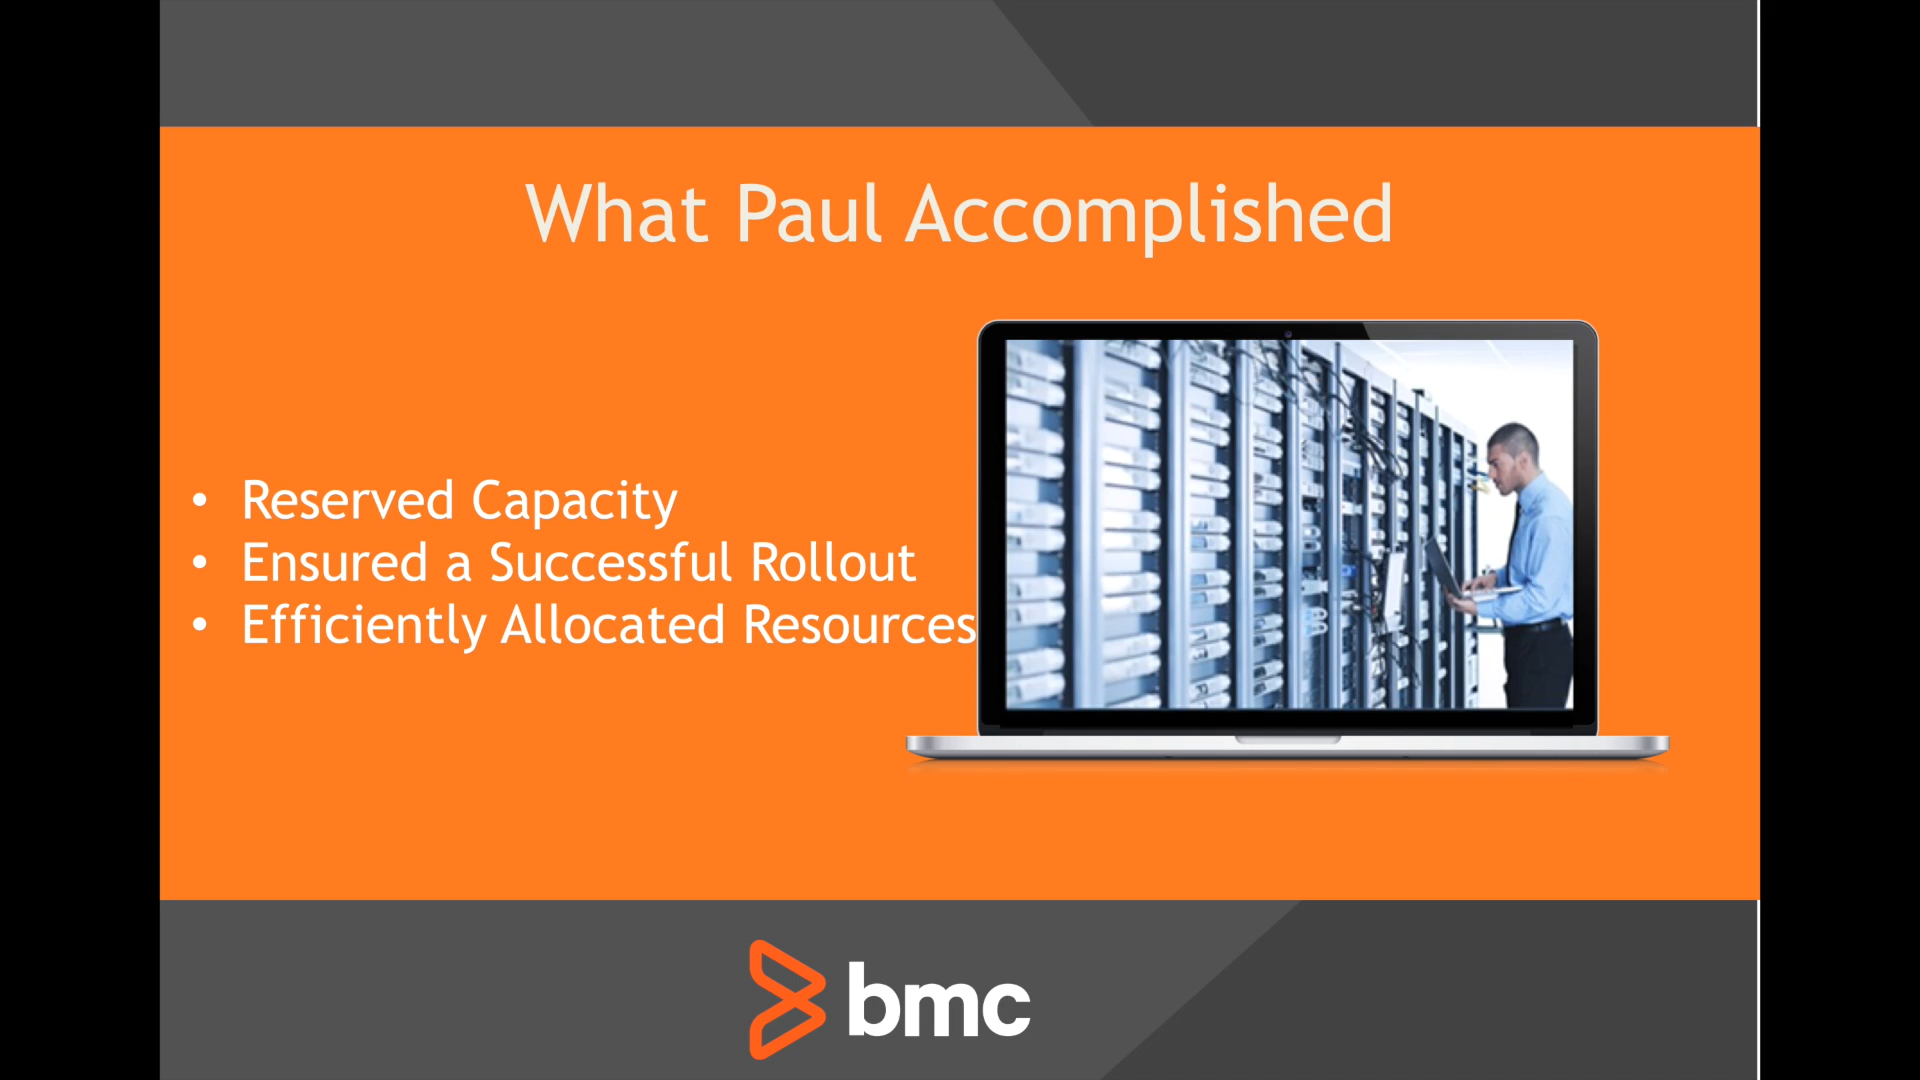 What Paul Accomplished
• Reserved Capacity
• Ensured a Successful Rollout
• Efficiently Allocated Resources
bmc